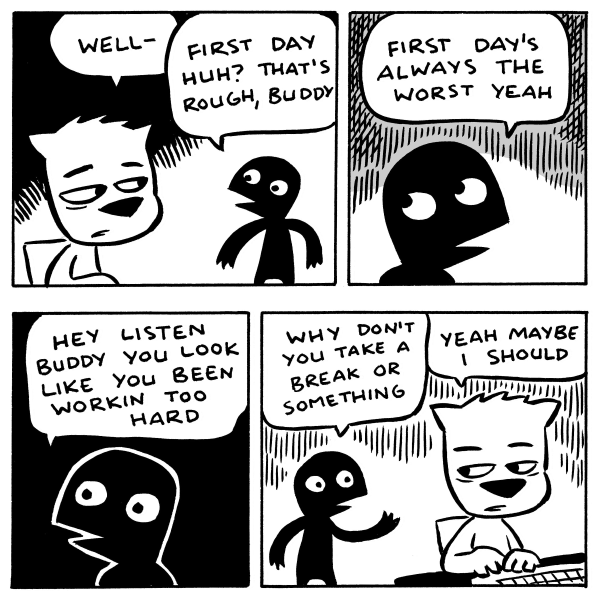 WELL-
FIRST DAY
HUH? THAT'S
ROUGH, BUDDY
FIRST DAY'S
ALWAYS THE
WORST YEAH
HEY LISTEN
BUDDY YOU LOOK
LIKE YOU BEEN
WORKIN TOO
HARD
WHY DON'T
YOU TAKE A
BREAK OR
SOMETHING
YEAH MAYBE
I SHOULD